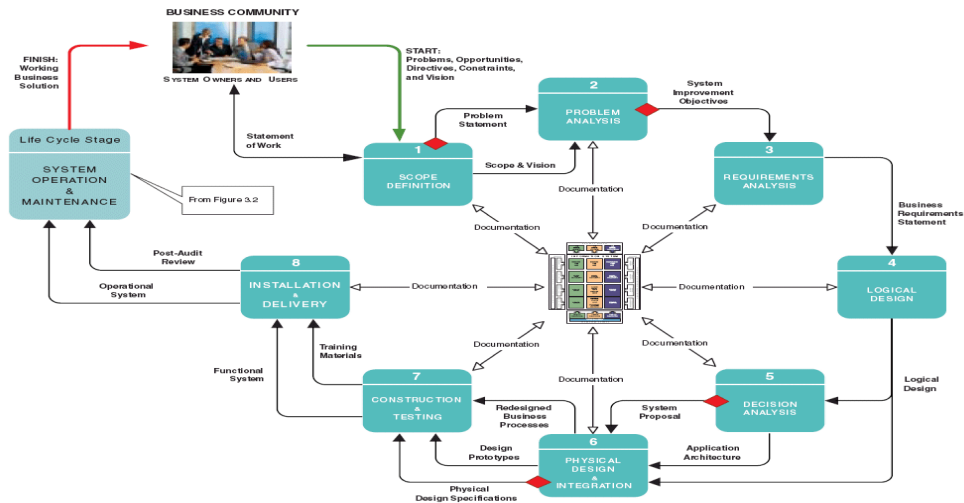 BUSINESS COMMUNITY
SYSTEM OWNERS AND USERS
FINISH:
Working
Business
Solution
START:
Problems, Opportunities,
Directives, Constraints,
and Vision
Statement
of Work
Life Cycle Stage
SYSTEM
OPERATION
&
MAINTENANCE
From Figure 3.2
1
SCOPE
DEFINITION
Problem
Statement
Scope & Vision
2
PROBLEM
ANALYSIS
System
Improvement
Objectives
3
REQUIREMENTS
ANALYSIS
Business
Requirements
Statement
4
LOGICAL
DESIGN
Logical
Design
5
DECISION
ANALYSIS
System
Proposal
Application
Architecture
6
PHYSICAL
DESIGN
&
INTEGRATION
Redesigned
Business
Processes
Design
Prototypes
Physical
Design Specifications
7
CONSTRUCTION
&
TESTING
Training
Materials
Functional
System
8
INSTALLATION
&
DELIVERY
Post-Audit
Review
Operational
System
Documentation
Documentation
Documentation
Documentation
Documentation
Documentation
Documentation
Documentation